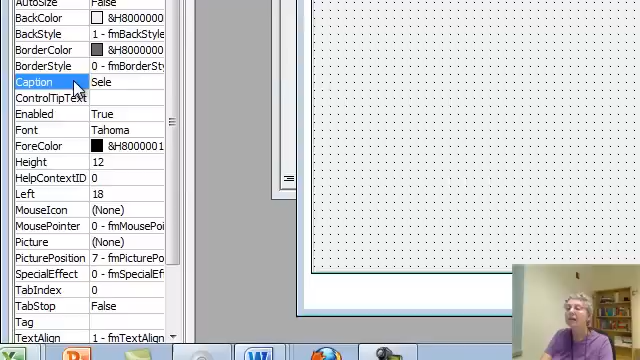 AutoSize False
BackColor &H8000000
BackStyle 1 - fmBackStyle
BorderColor &H8000000
BorderStyle 0 - fmBorderSty
Caption Sele
ControlTipText
Enabled True
Font Tahoma
ForeColor &H8000001
Height 12
HelpContextID 0
Left 18
MouseIcon (None)
MousePointer 0 - fmMousePoi
Picture (None)
PicturePosition 7 - fmPicturePo
SpecialEffect 0 - fmSpecialEf
TabIndex 0
TabStop False
Tag
TextAlign 1 - fmTextAlign